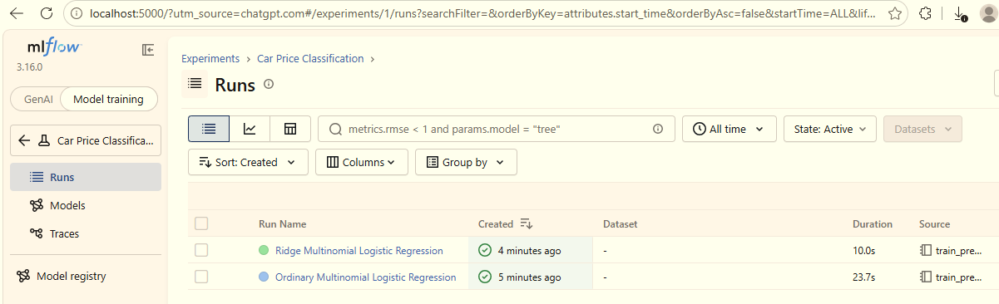 localhost:5000/?utm_source=chatgpt.com#/experiments/1/runs?searchFilter=&orderByKey=attributes.start_time&orderByAsc=false&startTime=ALL&lif...
mlflow
3.16.0
GenAI Model training
Car Price Classifica...
Runs
Models
Traces
Model registry
Experiments > Car Price Classification >
Runs
metrics.rmse < 1 and params.model = "tree"
All time
State: Active
Datasets
Sort: Created
Columns
Group by
Run Name Created Dataset Duration Source
Ridge Multinomial Logistic Regression 4 minutes ago - 10.0s train_pre...
Ordinary Multinomial Logistic Regression 5 minutes ago - 23.7s train_pre...